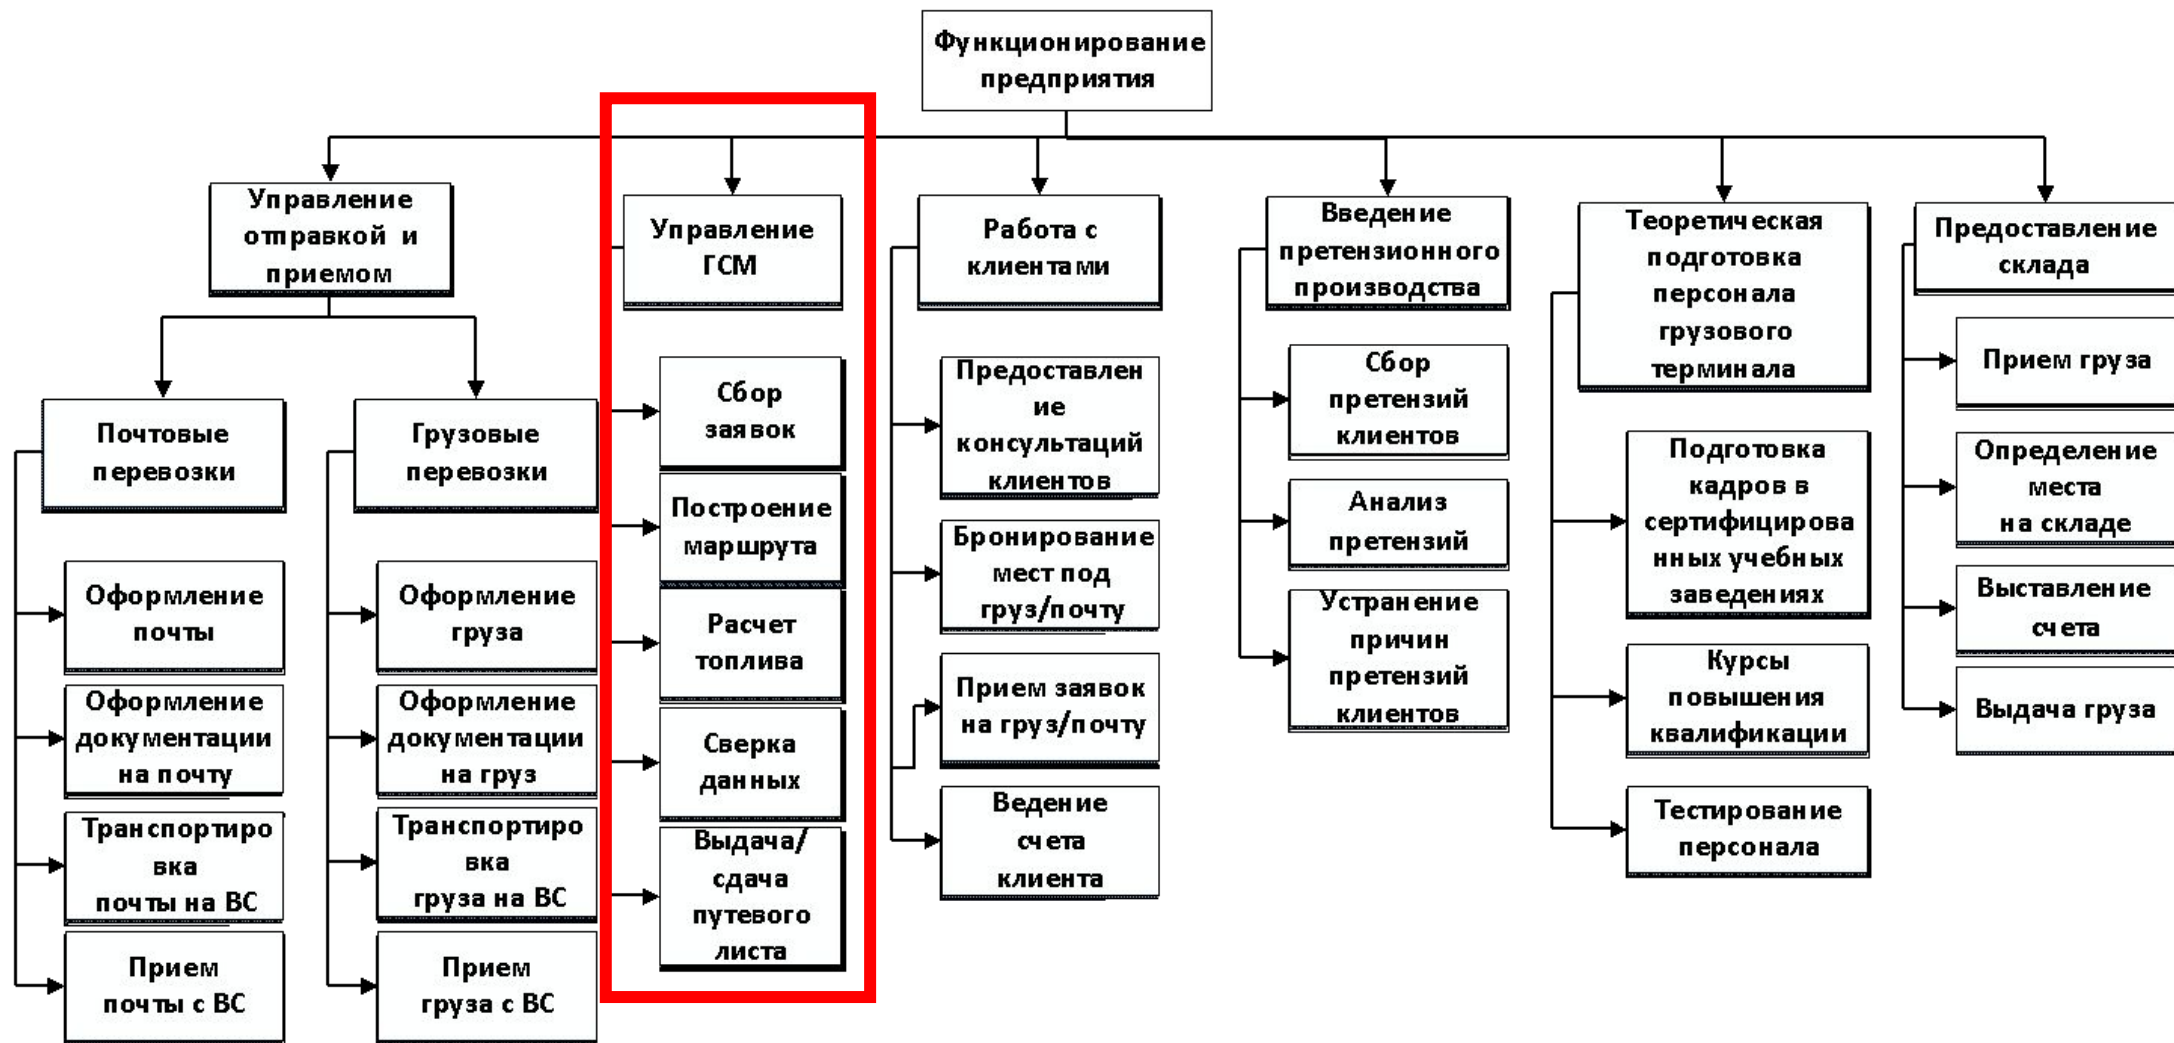 Функционирование
предприятия
Управление
отправкой и
приемом
Почтовые
перевозки
Оформление
почты
Оформление
документации
на почту
Транспортиро
вка
почты на ВС
Прием
почты с ВС
Грузовые
перевозки
Оформление
груза
Оформление
документации
на груз
Транспортиро
вка
груза на ВС
Прием
груза с ВС
Управление
ГСМ
Сбор
заявок
Построение
маршрута
Расчет
топлива
Сверка
данных
Выдача/
сдача
путевого
листа
Работа с
клиентами
Предоставлен
ие
консультаций
клиентов
Бронирование
мест под
груз/почту
Прием заявок
на груз/почту
Ведение
счета
клиента
Введение
претензионного
производства
Сбор
претензий
клиентов
Анализ
претензий
Устранение
причин
претензий
клиентов
Теоретическая
подготовка
персонала
грузового
терминала
Подготовка
кадров в
сертифицирова
нных учебных
заведениях
Курсы
повышения
квалификации
Тестирование
персонала
Предоставление
склада
Прием груза
Определение
места
на складе
Выставление
счета
Выдача груза